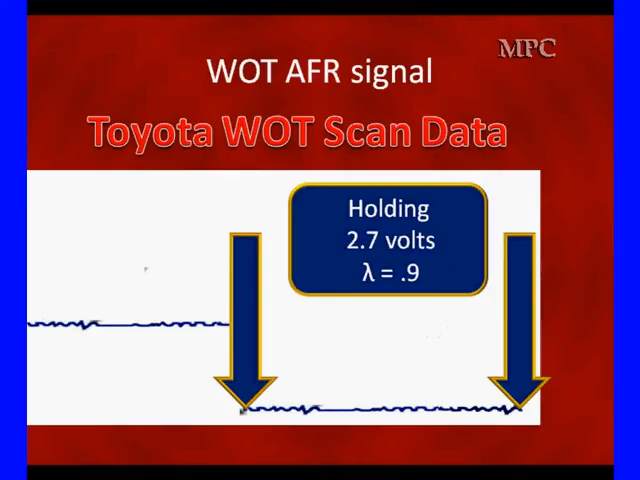 MPC
WOT AFR signal
Toyota WOT Scan Data
Holding
2.7 volts
λ = .9